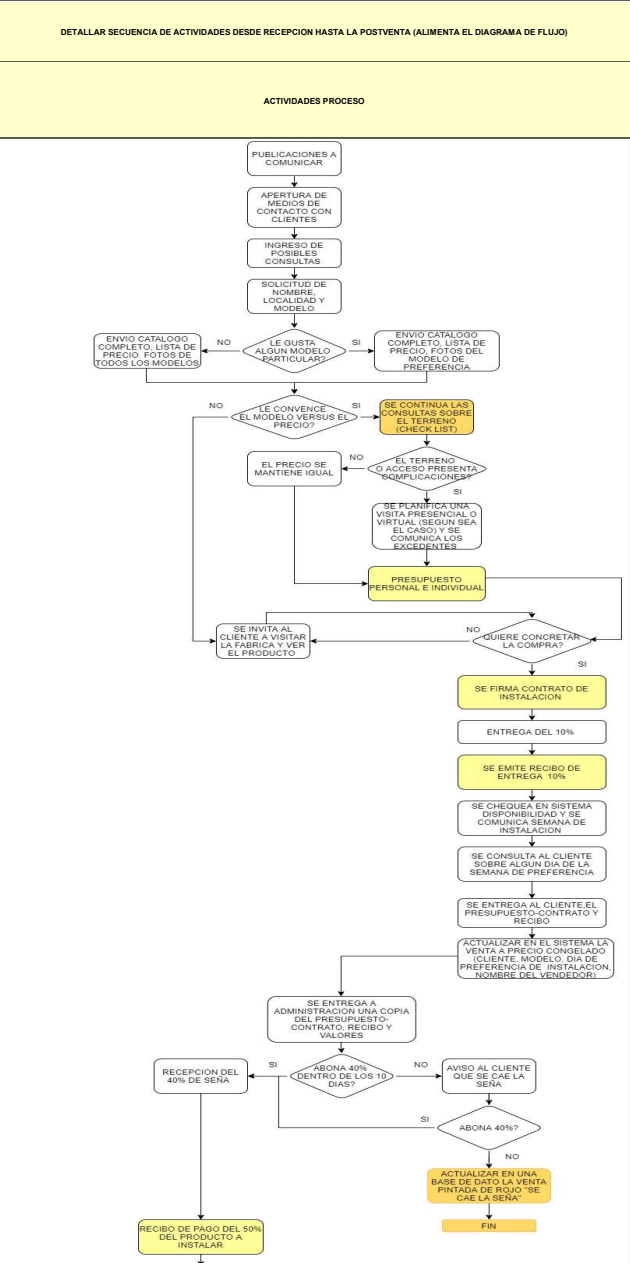 DETALLAR SECUENCIA DE ACTIVIDADES DESDE RECEPCION HASTA LA POSTVENTA (ALIMENTA EL DIAGRAMA DE FLUJO)
ACTIVIDADES PROCESO
PUBLICACIONES A
COMUNICAR
APERTURA DE
MEDIOS DE
CONTACTO CON
CLIENTES
INGRESO DE
POSIBLES
CONSULTAS
SOLICITUD DE
NOMBRE,
LOCALIDAD Y
MODELO
ENVIO CATALOGO
COMPLETO, LISTA DE
PRECIO, FOTOS DE
TODOS LOS MODELOS
NO
LE GUSTA
ALGUN MODELO
PARTICULAR?
SI
ENVIO CATALOGO
COMPLETO, LISTA DE
PRECIO, FOTOS DEL
MODELO DE
PREFERENCIA
NO
LE CONVENCE
EL MODELO VERSUS EL
PRECIO?
SI
SE CONTINUA LAS
CONSULTAS SOBRE
EL TERRENO
(CHECK LIST)
EL PRECIO SE
MANTIENE IGUAL
NO
EL TERRENO
O ACCESO PRESENTA
COMPLICACIONES?
SI
SE PLANIFICA UNA
VISITA PRESENCIAL O
VIRTUAL (SEGUN SEA
EL CASO) Y SE
COMUNICA LOS
EXCEDENTES
PRESUPUESTO
PERSONAL E INDIVIDUAL
SE INVITA AL
CLIENTE A VISITAR
LA FABRICA Y VER
EL PRODUCTO
NO
QUIERE CONCRETAR
LA COMPRA?
SI
SE FIRMA CONTRATO DE
INSTALACION
ENTREGA DEL 10%
SE EMITE RECIBO DE
ENTREGA 10%
SE CHEQUEA EN SISTEMA
DISPONIBILIDAD Y SE
COMUNICA SEMANA DE
INSTALACION
SE CONSULTA AL CLIENTE
SOBRE ALGUN DIA DE LA
SEMANA DE PREFERENCIA
SE ENTREGA AL CLIENTE,EL
PRESUPUESTO-CONTRATO Y
RECIBO
ACTUALIZAR EN EL SISTEMA LA
VENTA A PRECIO CONGELADO
(CLIENTE, MODELO, DIA DE
PREFERENCIA DE INSTALACION,
NOMBRE DEL VENDEDOR)
SE ENTREGA A
ADMINISTRACION UNA COPIA
DEL PRESUPUESTO-
CONTRATO, RECIBO Y
VALORES
RECEPCION DEL
40% DE SEÑA
SI
ABONA 40%
DENTRO DE LOS 10
DIAS?
NO
AVISO AL CLIENTE
QUE SE CAE LA
SEÑA
SI
ABONA 40%?
NO
ACTUALIZAR EN UNA
BASE DE DATO LA VENTA
PINTADA DE ROJO "SE
CAE LA SEÑA"
FIN
RECIBO DE PAGO DEL 50%
DEL PRODUCTO A
INSTALAR